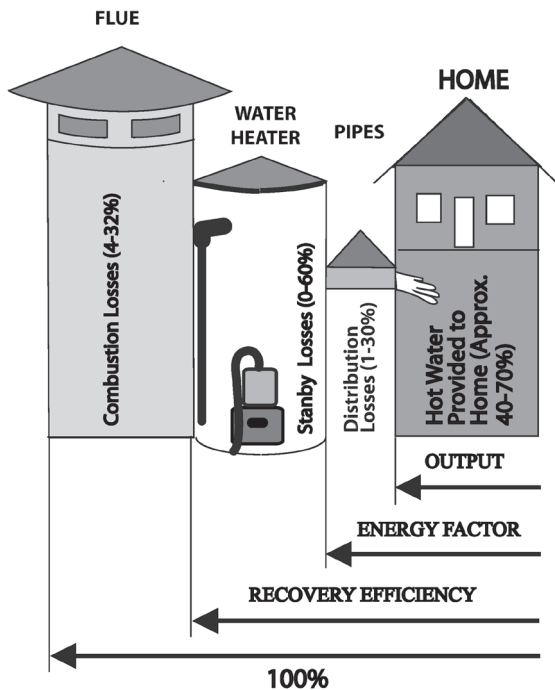 FLUE
HOME
WATER
HEATER
PIPES
Combustion Losses (4-32%)
Stanby Losses (0-60%)
Distribution
Losses (1-30%)
Hot Water
Provided to
Home (Approx.
40-70%)
OUTPUT
ENERGY FACTOR
RECOVERY EFFICIENCY
100%